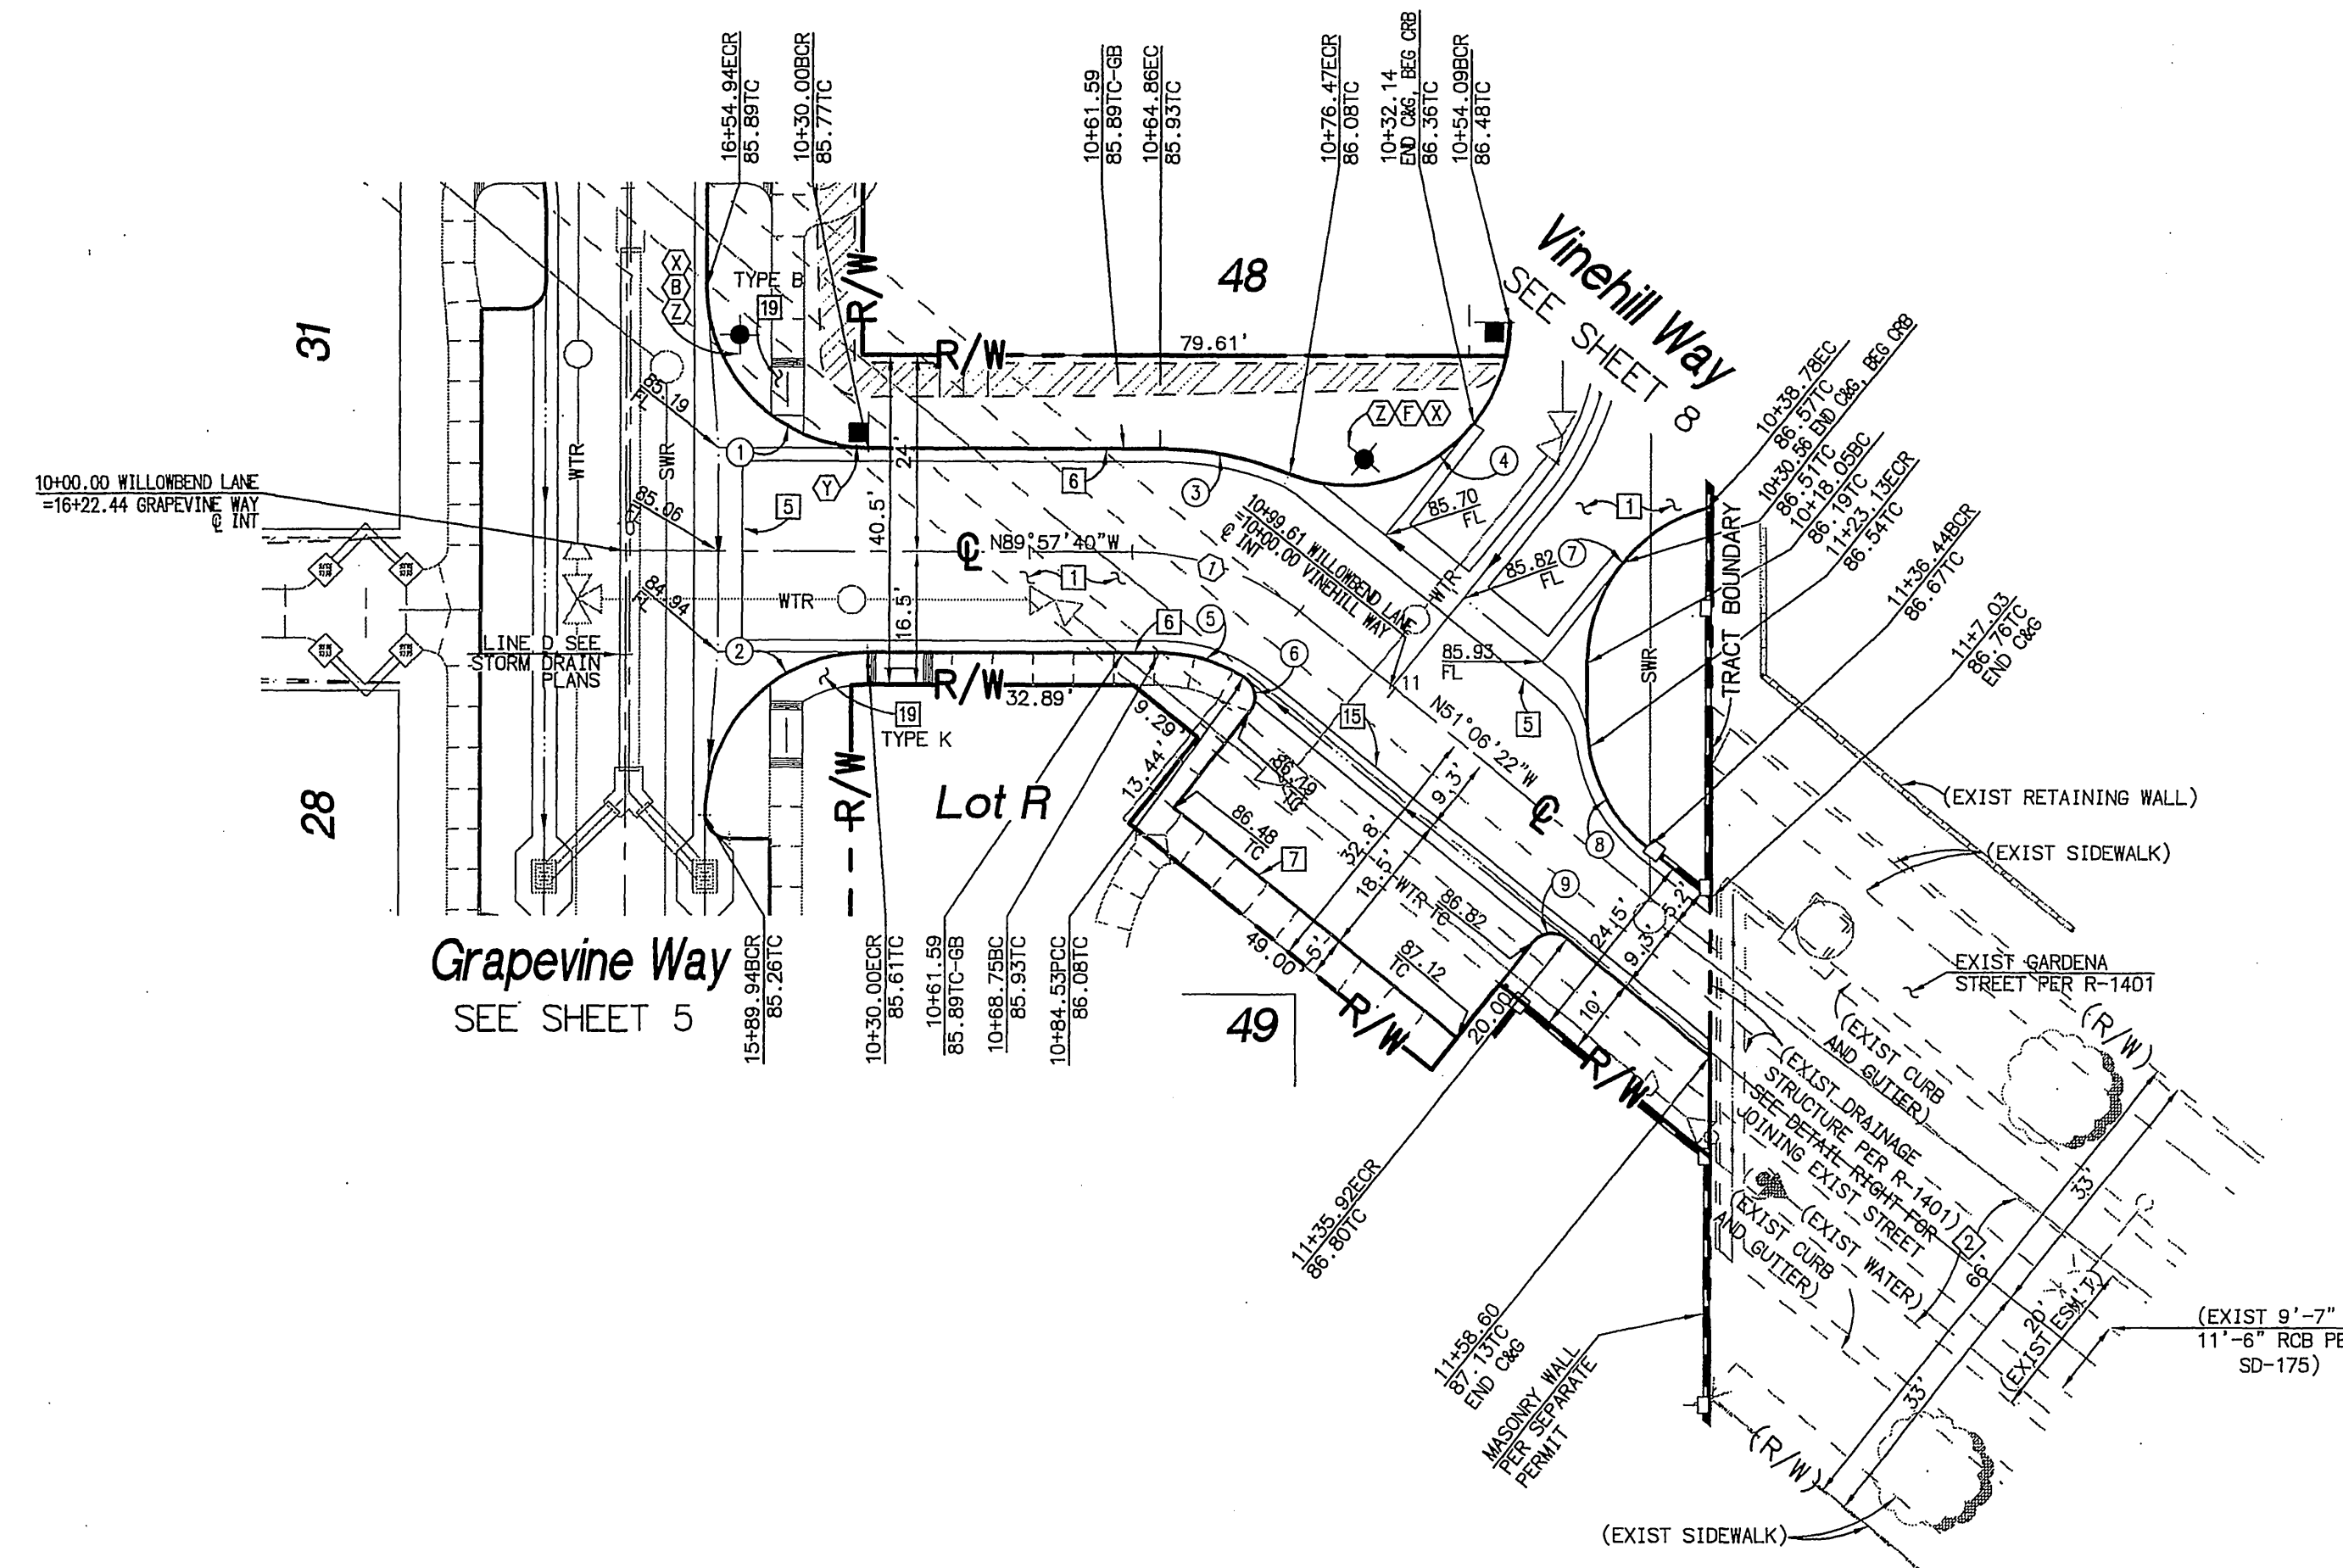 16+54.94ECR
85.89TC
10+30.00BCR
85.77TC
10+61.59
85.89TC-GB
10+64.86EC
85.93TC
10+76.47ECR
86.08TC
10+32.14
END C&G, BEG CRB
86.36TC
10+54.09BCR
86.48TC
31
X
B
Z
TYPE B
19
R/W
48
R/W
79.61'
Vinehill Way
SEE SHEET 8
Z F X
10+38.78EC
86.57TC
10+30.56 END C&G, BEG CRB
86.51TC
10+18.05BC
86.19TC
11+23.13ECR
86.54TC
11+36.44BCR
86.67TC
11+7.03
86.76TC
END C&G
85.19
FL
WTR
SWR
1
Y
24'
40.5'
16.5'
6
3
4
85.70
FL
10+00.00 WILLOWBEND LANE
=16+22.44 GRAPEVINE WAY
℄ INT
85.06
5
℄
N89°57'40"W
1
1
10+99.61 WILLOWBEND LANE
=10+00.00 VINEHILL WAY
℄ INT
WTR
85.82
FL
7
1
84.94
FL
WTR
LINE D SEE
STORM DRAIN
PLANS
2
6
5
6
85.93
FL
11
5
SWR
TRACT BOUNDARY
R/W
32.89'
19
TYPE K
9.29'
13.44'
15
N51°06'22"W
℄
R/W
Lot R
28
86.19
86.48
TC
7
32.8'
18.5'
9.3'
WTR
TC
86.82
87.12
TC
9
8
24.5'
5.2'
9.3'
10'
49.00'
5'
20.00'
R/W
R/W
49
(EXIST RETAINING WALL)
(EXIST SIDEWALK)
EXIST GARDENA
STREET PER R-1401
(R/W)
(EXIST CURB
AND GUTTER)
(EXIST DRAINAGE
STRUCTURE PER R-1401)
SEE DETAIL RIGHT FOR
JOINING EXIST STREET
(EXIST WATER)
(EXIST CURB
AND GUTTER)
2
66'
33'
33'
20'
(EXIST ESM'T)
(EXIST 9'-7"
11'-6" RCB PE
SD-175)
Grapevine Way
SEE SHEET 5
15+89.94BCR
85.26TC
10+30.00ECR
85.61TC
10+61.59
85.89TC-GB
10+68.75BC
85.93TC
10+84.53PCC
86.08TC
11+35.92ECR
86.80TC
11+58.60
87.13TC
END C&G
MASONRY WALL
PER SEPARATE
PERMIT
(R/W)
(EXIST SIDEWALK)